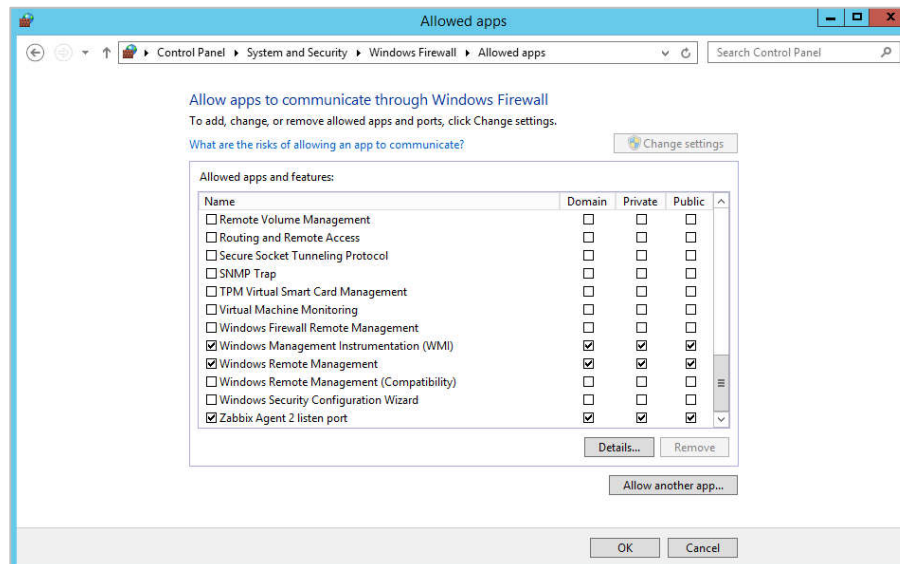 Allowed apps
Control Panel System and Security Windows Firewall Allowed apps Search Control Panel
Allow apps to communicate through Windows Firewall
To add, change, or remove allowed apps and ports, click Change settings.
What are the risks of allowing an app to communicate? Change settings
Allowed apps and features:
Name Domain Private Public
Remote Volume Management
Routing and Remote Access
Secure Socket Tunneling Protocol
SNMP Trap
TPM Virtual Smart Card Management
Virtual Machine Monitoring
Windows Firewall Remote Management
Windows Management Instrumentation (WMI)
Windows Remote Management
Windows Remote Management (Compatibility)
Windows Security Configuration Wizard
Zabbix Agent 2 listen port
Details... Remove
Allow another app...
OK Cancel